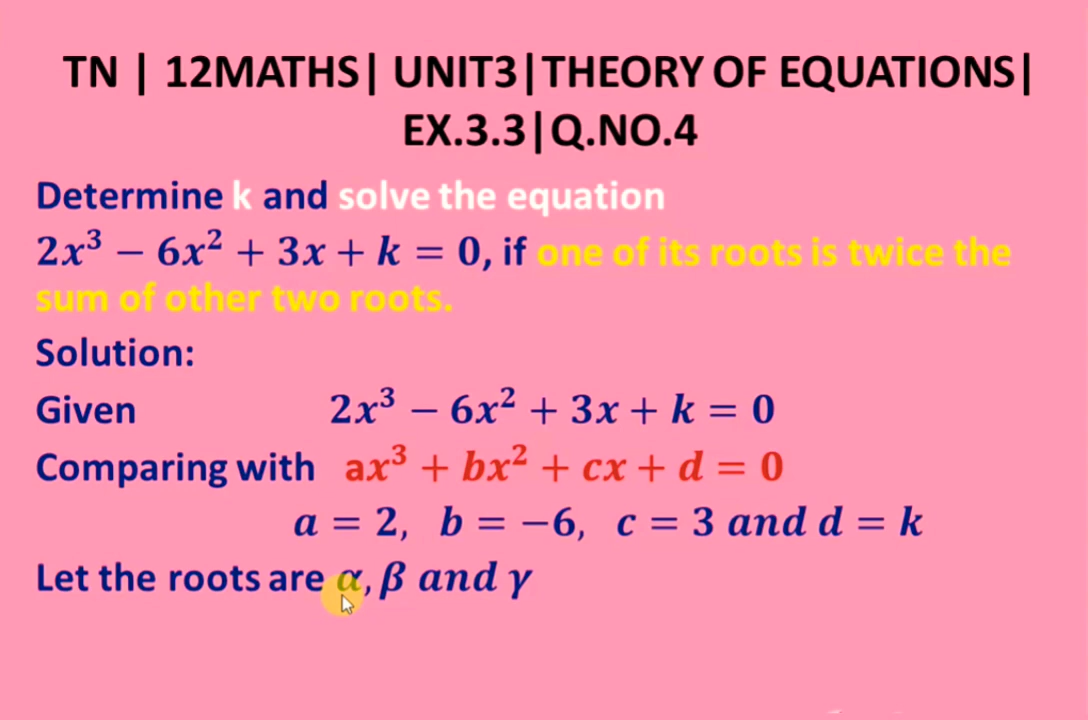 TN | 12MATHS| UNIT3|THEORY OF EQUATIONS|
EX.3.3|Q.NO.4
Determine k and solve the equation
2x³ − 6x² + 3x + k = 0, if one of its roots is twice the
sum of other two roots.
Solution:
Given 2x³ − 6x² + 3x + k = 0
Comparing with ax³ + bx² + cx + d = 0
a = 2, b = −6, c = 3 and d = k
Let the roots are α, β and γ